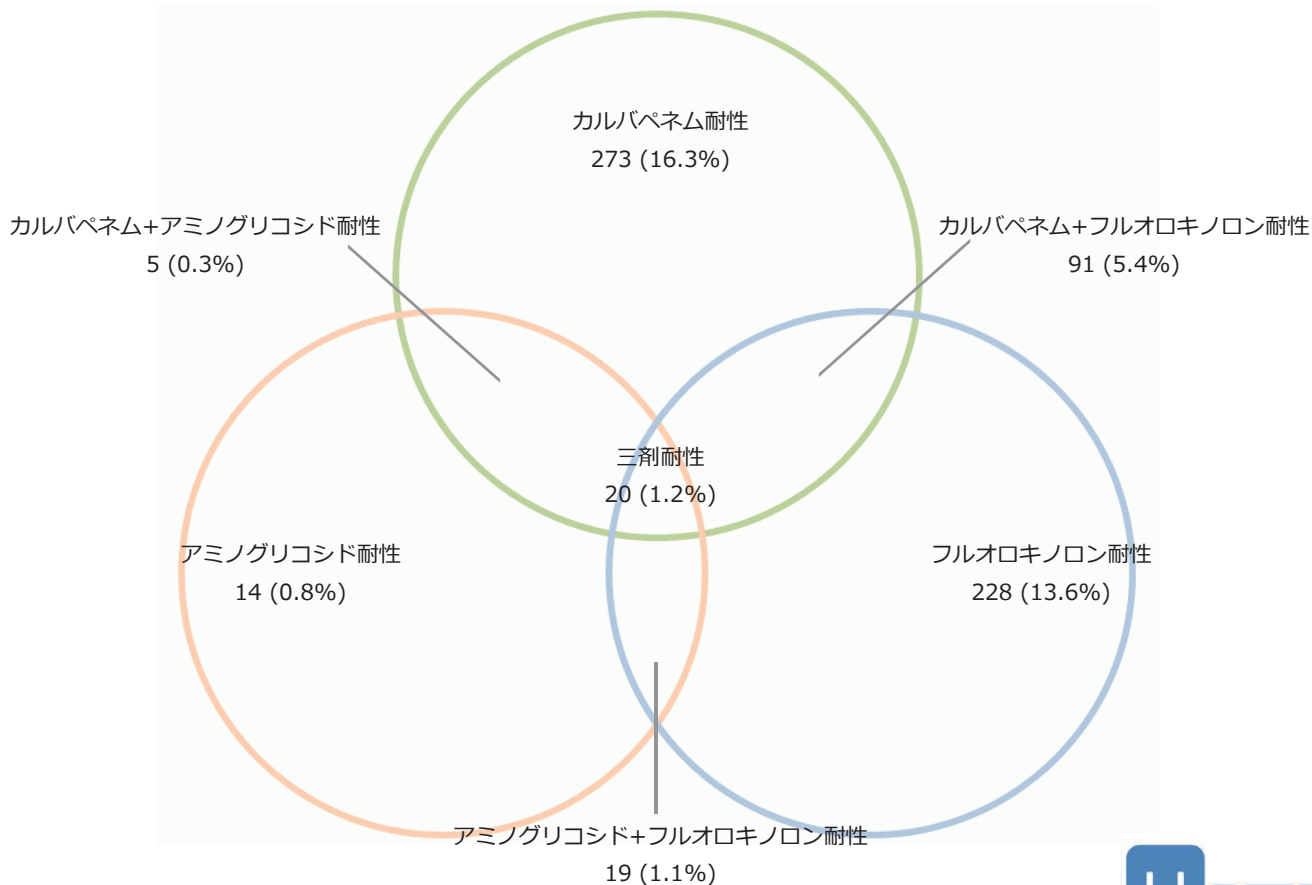 カルバペネム耐性
273 (16.3%)
カルバペネム+アミノグリコシド耐性
5 (0.3%)
カルバペネム+フルオロキノロン耐性
91 (5.4%)
三剤耐性
20 (1.2%)
アミノグリコシド耐性
14 (0.8%)
フルオロキノロン耐性
228 (13.6%)
アミノグリコシド+フルオロキノロン耐性
19 (1.1%)